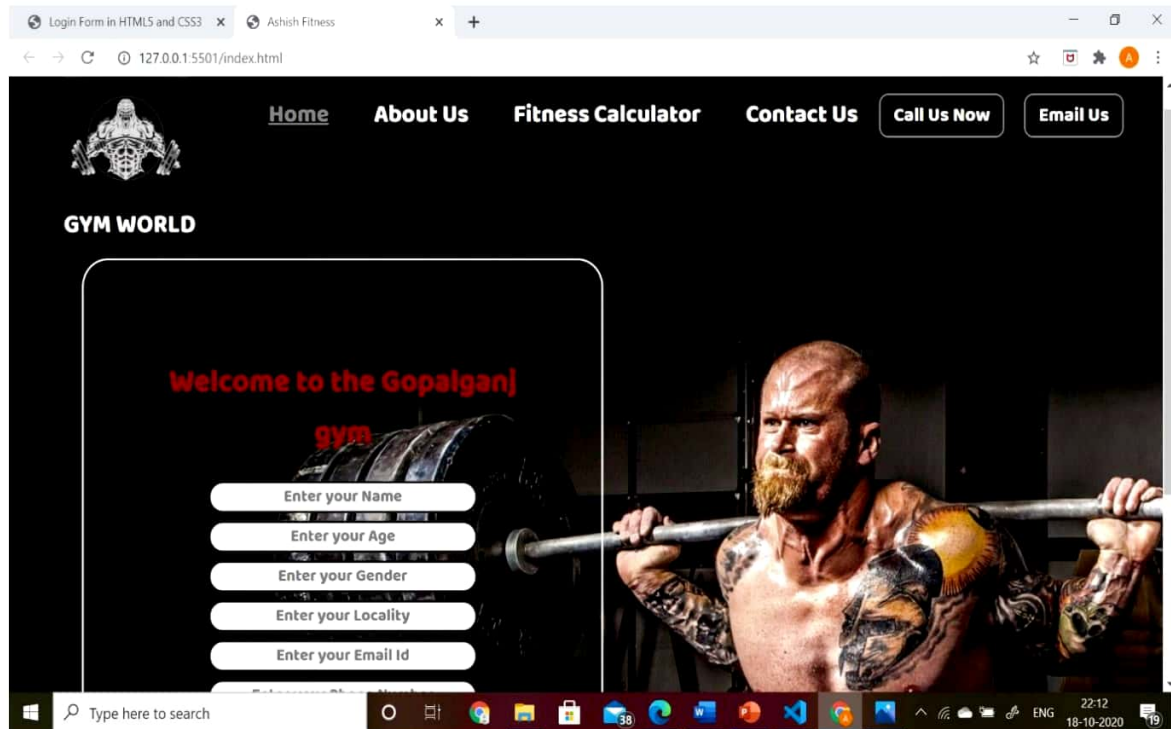 Login Form in HTML5 and CSS3
Ashish Fitness
127.0.0.1:5501/index.html
A
Home
About Us
Fitness Calculator
Contact Us
Call Us Now
Email Us
GYM WORLD
Welcome to the Gopalganj
gym
Enter your Name
Enter your Age
Enter your Gender
Enter your Locality
Enter your Email Id
Type here to search
38
ENG
22:12
18-10-2020
19